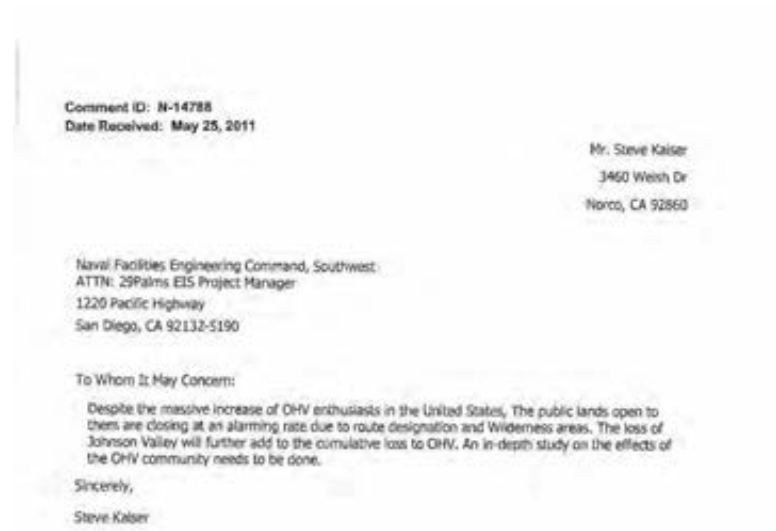 Comment ID: N-14788
Date Received: May 25, 2011
Mr. Steve Kaiser
3460 Welsh Dr
Norco, CA 92860
Naval Facilities Engineering Command, Southwest
ATTN: 29Palms EIS Project Manager
1220 Pacific Highway
San Diego, CA 92132-5190
To Whom It May Concern:
Despite the massive increase of OHV enthusiasts in the United States, The public lands open to
them are closing at an alarming rate due to route designation and Wilderness areas. The loss of
Johnson Valley will further add to the cumulative loss to OHV. An in-depth study on the effects of
the OHV community needs to be done.
Sincerely,
Steve Kaiser